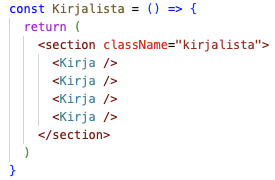 const Kirjalista = () => {
  return (
    <section className="kirjalista">
      <Kirja />
      <Kirja />
      <Kirja />
      <Kirja />
    </section>
  )
}